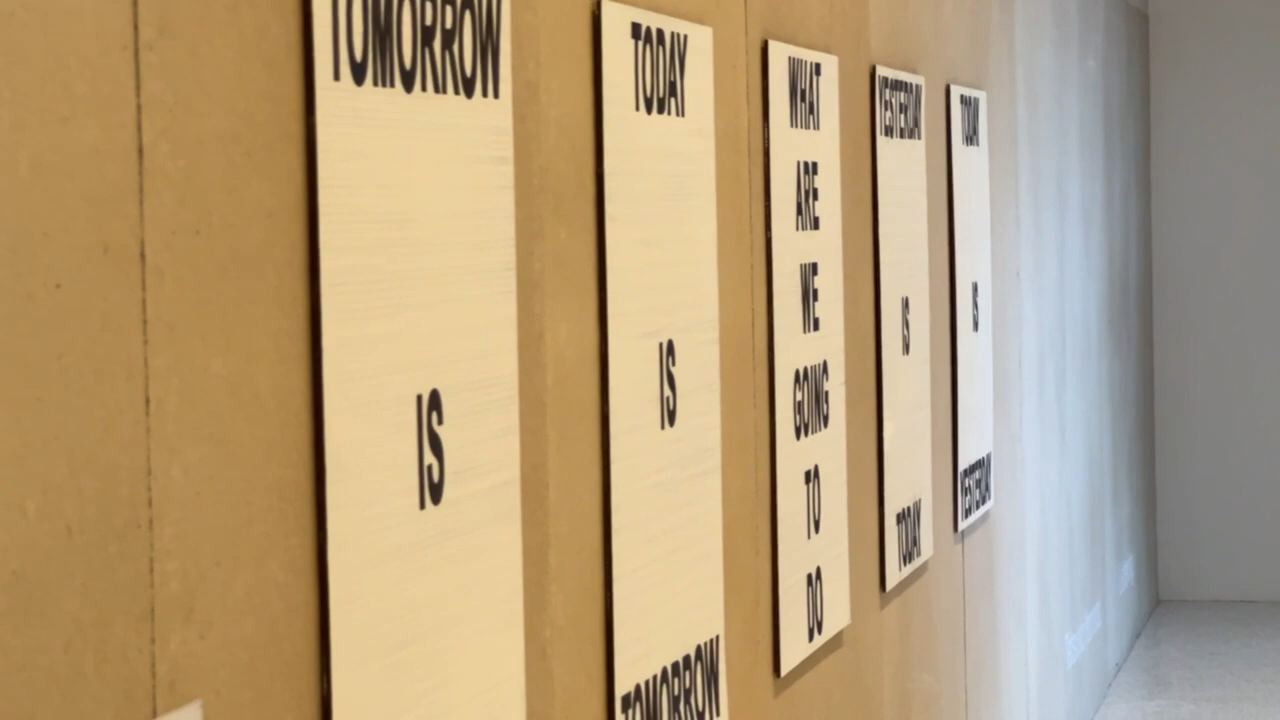 TOMORROW
IS
TODAY
IS
TOMORROW
WHAT
ARE
WE
GOING
TO
DO
YESTERDAY
IS
TODAY
TODAY
IS
YESTERDAY